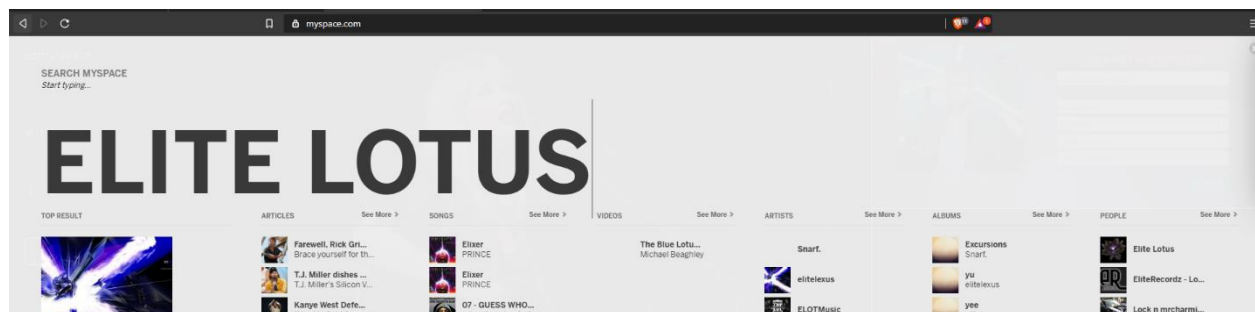 myspace.com
SEARCH MYSPACE
Start typing...
ELITE LOTUS
TOP RESULT
ARTICLES
See More >
Farewell, Rick Gri...
Brace yourself for th...
T.J. Miller dishes ...
T.J. Miller's Silicon V...
Kanye West Defe...
SONGS
See More >
Elixer
PRINCE
Elixer
PRINCE
07 - GUESS WHO...
VIDEOS
See More >
The Blue Lotu...
Michael Beaghley
ARTISTS
See More >
Snarf.
elitelexus
ELOTMusic
ALBUMS
See More >
Excursions
Snarf.
yu
elitelexus
yee
PEOPLE
See More >
Elite Lotus
EliteRecordz - Lo...
Lock n mrcharmi...